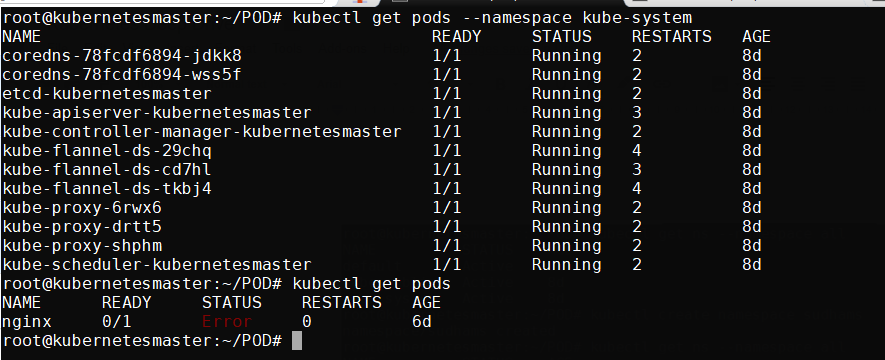 root@kubernetesmaster:~/POD# kubectl get pods --namespace kube-system
NAME READY STATUS RESTARTS AGE
coredns-78fcdf6894-jdkk8 1/1 Running 2 8d
coredns-78fcdf6894-wss5f 1/1 Running 2 8d
etcd-kubernetesmaster 1/1 Running 2 8d
kube-apiserver-kubernetesmaster 1/1 Running 3 8d
kube-controller-manager-kubernetesmaster 1/1 Running 2 8d
kube-flannel-ds-29chq 1/1 Running 4 8d
kube-flannel-ds-cd7hl 1/1 Running 3 8d
kube-flannel-ds-tkbj4 1/1 Running 4 8d
kube-proxy-6rwx6 1/1 Running 2 8d
kube-proxy-drtt5 1/1 Running 2 8d
kube-proxy-shphm 1/1 Running 2 8d
kube-scheduler-kubernetesmaster 1/1 Running 2 8d
root@kubernetesmaster:~/POD# kubectl get pods
NAME READY STATUS RESTARTS AGE
nginx 0/1 Error 0 6d
root@kubernetesmaster:~/POD#